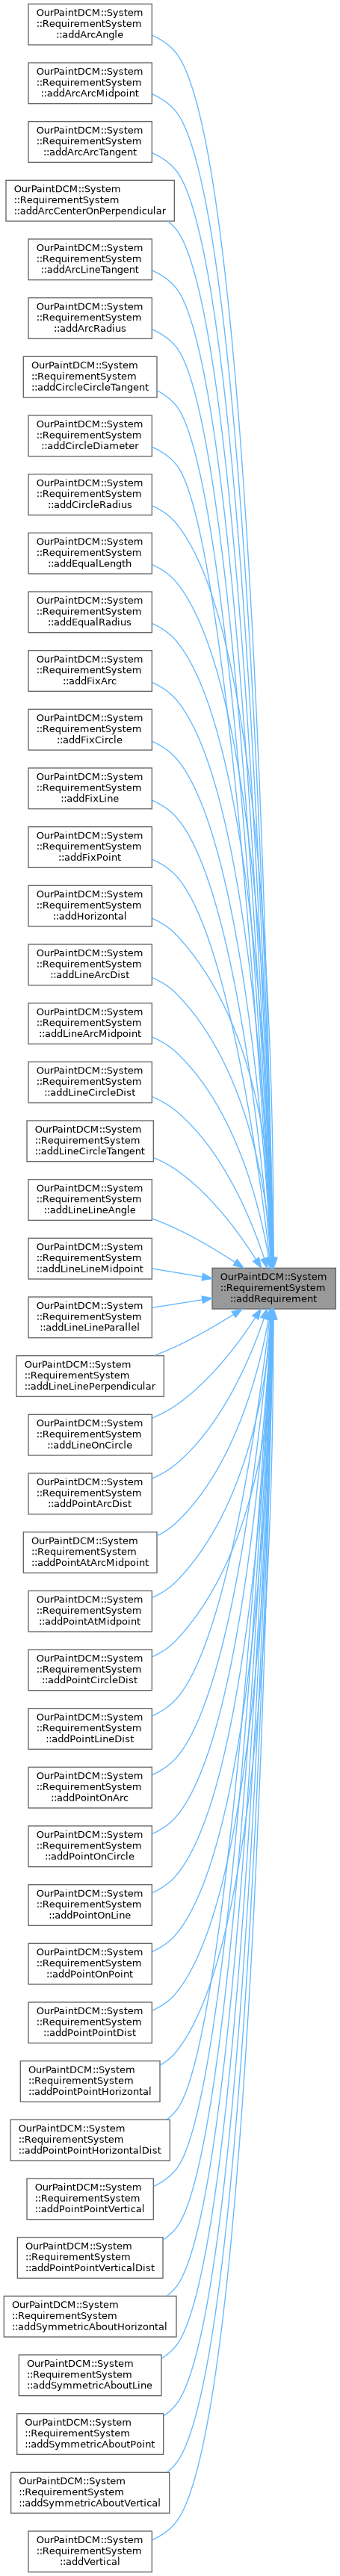 OurPaintDCM::System
::RequirementSystem
::addArcAngle
OurPaintDCM::System
::RequirementSystem
::addArcArcMidpoint
OurPaintDCM::System
::RequirementSystem
::addArcArcTangent
OurPaintDCM::System
::RequirementSystem
::addArcCenterOnPerpendicular
OurPaintDCM::System
::RequirementSystem
::addArcLineTangent
OurPaintDCM::System
::RequirementSystem
::addArcRadius
OurPaintDCM::System
::RequirementSystem
::addCircleCircleTangent
OurPaintDCM::System
::RequirementSystem
::addCircleDiameter
OurPaintDCM::System
::RequirementSystem
::addCircleRadius
OurPaintDCM::System
::RequirementSystem
::addEqualLength
OurPaintDCM::System
::RequirementSystem
::addEqualRadius
OurPaintDCM::System
::RequirementSystem
::addFixArc
OurPaintDCM::System
::RequirementSystem
::addFixCircle
OurPaintDCM::System
::RequirementSystem
::addFixLine
OurPaintDCM::System
::RequirementSystem
::addFixPoint
OurPaintDCM::System
::RequirementSystem
::addHorizontal
OurPaintDCM::System
::RequirementSystem
::addLineArcDist
OurPaintDCM::System
::RequirementSystem
::addLineArcMidpoint
OurPaintDCM::System
::RequirementSystem
::addLineCircleDist
OurPaintDCM::System
::RequirementSystem
::addLineCircleTangent
OurPaintDCM::System
::RequirementSystem
::addLineLineAngle
OurPaintDCM::System
::RequirementSystem
::addLineLineMidpoint
OurPaintDCM::System
::RequirementSystem
::addRequirement
OurPaintDCM::System
::RequirementSystem
::addLineLineParallel
OurPaintDCM::System
::RequirementSystem
::addLineLinePerpendicular
OurPaintDCM::System
::RequirementSystem
::addLineOnCircle
OurPaintDCM::System
::RequirementSystem
::addPointArcDist
OurPaintDCM::System
::RequirementSystem
::addPointAtArcMidpoint
OurPaintDCM::System
::RequirementSystem
::addPointAtMidpoint
OurPaintDCM::System
::RequirementSystem
::addPointCircleDist
OurPaintDCM::System
::RequirementSystem
::addPointLineDist
OurPaintDCM::System
::RequirementSystem
::addPointOnArc
OurPaintDCM::System
::RequirementSystem
::addPointOnCircle
OurPaintDCM::System
::RequirementSystem
::addPointOnLine
OurPaintDCM::System
::RequirementSystem
::addPointOnPoint
OurPaintDCM::System
::RequirementSystem
::addPointPointDist
OurPaintDCM::System
::RequirementSystem
::addPointPointHorizontal
OurPaintDCM::System
::RequirementSystem
::addPointPointHorizontalDist
OurPaintDCM::System
::RequirementSystem
::addPointPointVertical
OurPaintDCM::System
::RequirementSystem
::addPointPointVerticalDist
OurPaintDCM::System
::RequirementSystem
::addSymmetricAboutHorizontal
OurPaintDCM::System
::RequirementSystem
::addSymmetricAboutLine
OurPaintDCM::System
::RequirementSystem
::addSymmetricAboutPoint
OurPaintDCM::System
::RequirementSystem
::addSymmetricAboutVertical
OurPaintDCM::System
::RequirementSystem
::addVertical